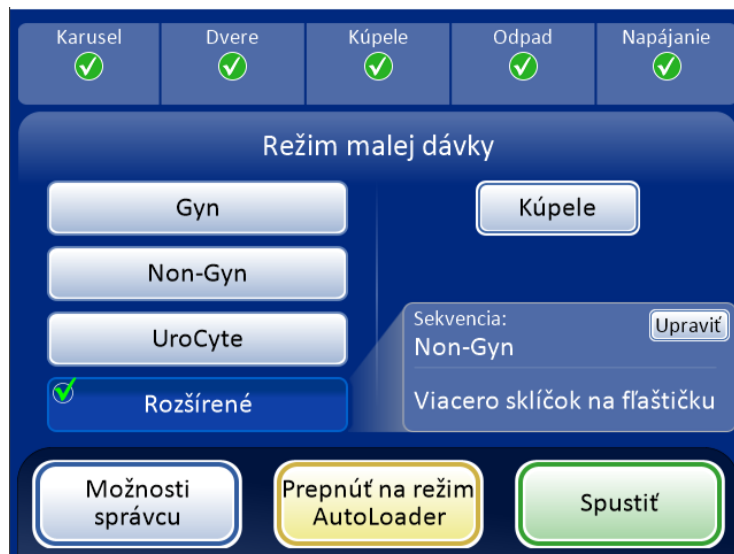 Karusel
Dvere
Kúpele
Odpad
Napájanie
Režim malej dávky
Gyn
Kúpele
Non-Gyn
UroCyte
Sekvencia:
Upraviť
Non-Gyn
Rozšírené
Viacero sklíčok na fľaštičku
Možnosti
správcu
Prepnúť na režim
AutoLoader
Spustiť